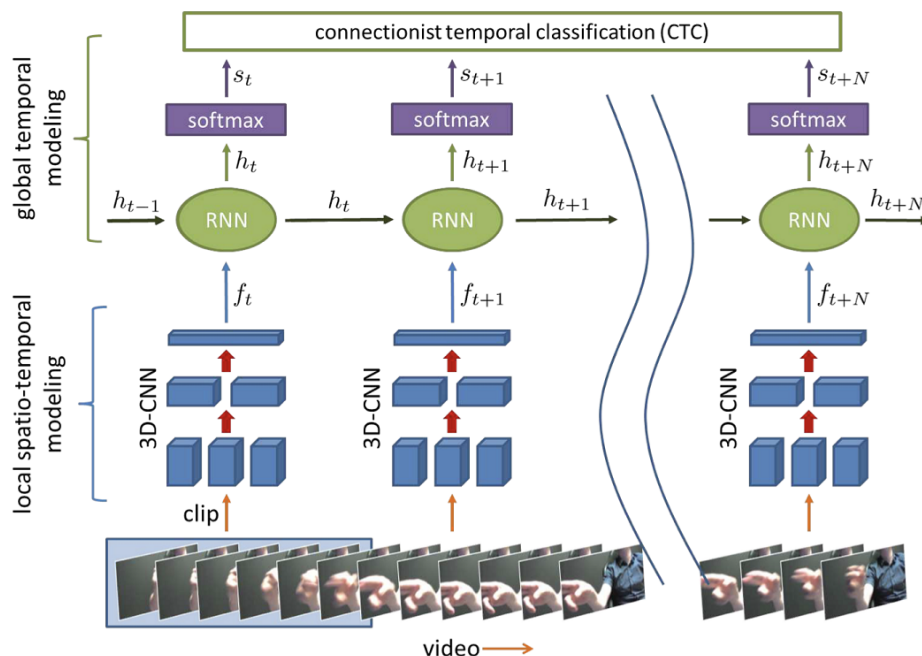 connectionist temporal classification (CTC)
s_t
s_{t+1}
s_{t+N}
softmax
softmax
softmax
h_t
h_{t+1}
h_{t+N}
global temporal
modeling
h_{t-1}
RNN
h_t
RNN
h_{t+1}
RNN
h_{t+N}
f_t
f_{t+1}
f_{t+N}
local spatio-temporal
modeling
3D-CNN
3D-CNN
3D-CNN
clip
video